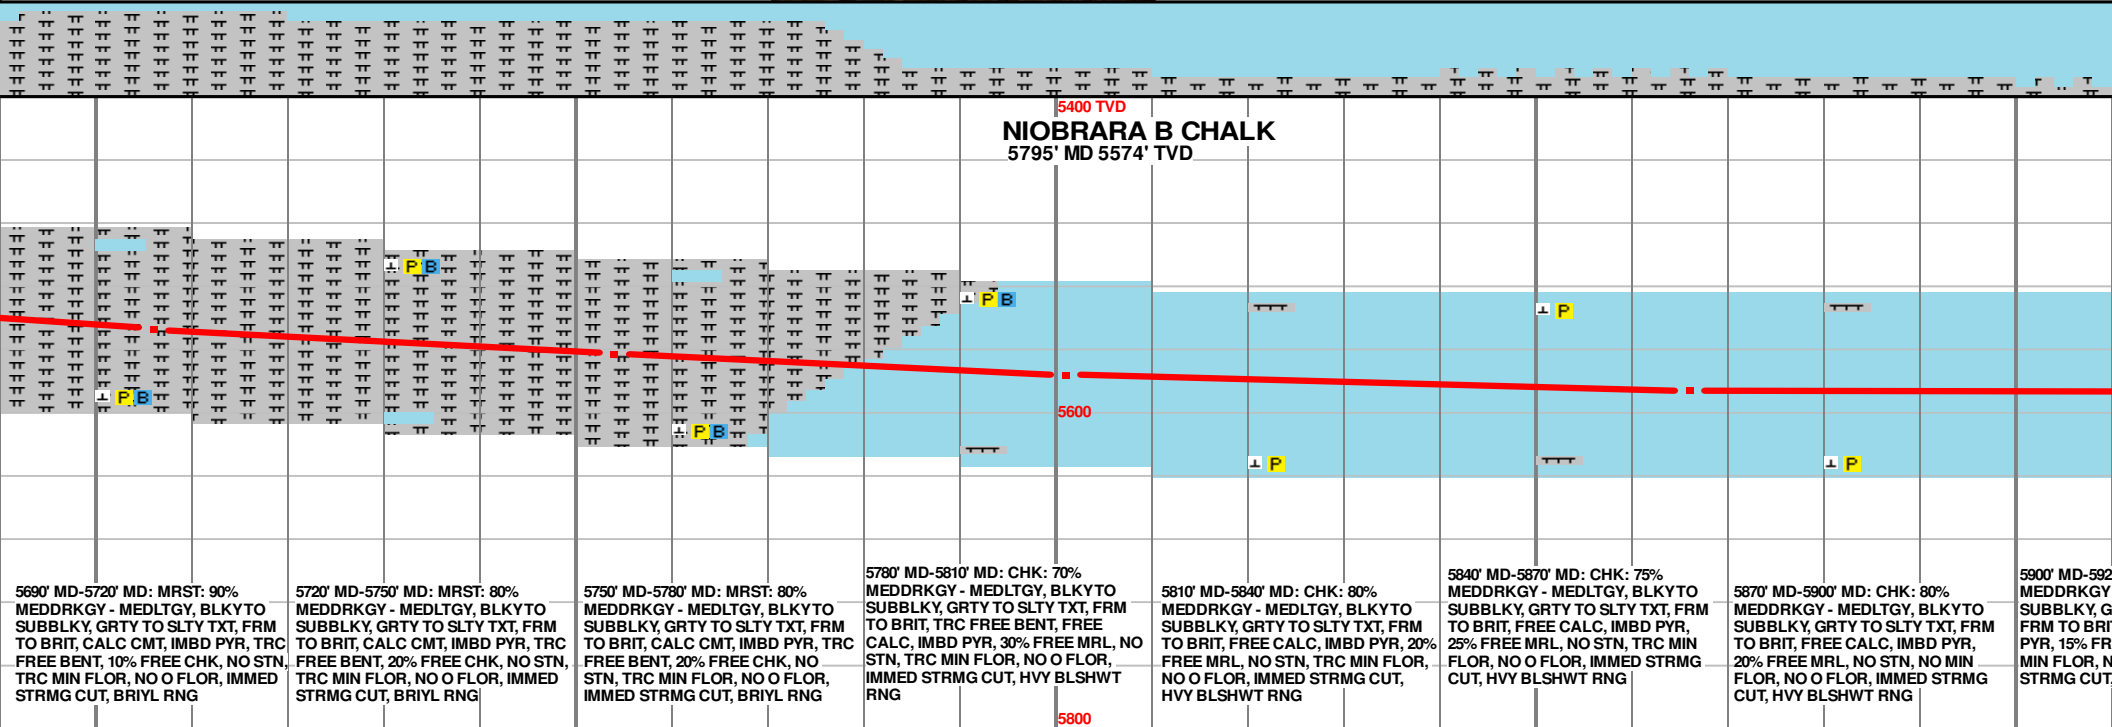 5400 TVD
NIOBRARA B CHALK
5795' MD 5574' TVD
P B
P B
P B
P B
P
P
P
5600
5690' MD-5720' MD: MRST: 90%
MEDDRKGY - MEDLTGY, BLKYTO
SUBBLKY, GRTY TO SLTY TXT, FRM
TO BRIT, CALC CMT, IMBD PYR, TRC
FREE BENT, 10% FREE CHK, NO STN,
TRC MIN FLOR, NO O FLOR, IMMED
STRMG CUT, BRIYL RNG
5720' MD-5750' MD: MRST: 80%
MEDDRKGY - MEDLTGY, BLKYTO
SUBBLKY, GRTY TO SLTY TXT, FRM
TO BRIT, CALC CMT, IMBD PYR, TRC
FREE BENT, 20% FREE CHK, NO STN,
TRC MIN FLOR, NO O FLOR, IMMED
STRMG CUT, BRIYL RNG
5750' MD-5780' MD: MRST: 80%
MEDDRKGY - MEDLTGY, BLKYTO
SUBBLKY, GRTY TO SLTY TXT, FRM
TO BRIT, CALC CMT, IMBD PYR, TRC
FREE BENT, 20% FREE CHK, NO
STN, TRC MIN FLOR, NO O FLOR,
IMMED STRMG CUT, BRIYL RNG
5780' MD-5810' MD: CHK: 70%
MEDDRKGY - MEDLTGY, BLKYTO
SUBBLKY, GRTY TO SLTY TXT, FRM
TO BRIT, TRC FREE BENT, FREE
CALC, IMBD PYR, 30% FREE MRL, NO
STN, TRC MIN FLOR, NO O FLOR,
IMMED STRMG CUT, HVY BLSHWT
RNG
5810' MD-5840' MD: CHK: 80%
MEDDRKGY - MEDLTGY, BLKYTO
SUBBLKY, GRTY TO SLTY TXT, FRM
TO BRIT, FREE CALC, IMBD PYR, 20%
FREE MRL, NO STN, TRC MIN FLOR,
NO O FLOR, IMMED STRMG CUT,
HVY BLSHWT RNG
5840' MD-5870' MD: CHK: 75%
MEDDRKGY - MEDLTGY, BLKYTO
SUBBLKY, GRTY TO SLTY TXT, FRM
TO BRIT, FREE CALC, IMBD PYR,
25% FREE MRL, NO STN, TRC MIN
FLOR, NO O FLOR, IMMED STRMG
CUT, HVY BLSHWT RNG
5870' MD-5900' MD: CHK: 80%
MEDDRKGY - MEDLTGY, BLKYTO
SUBBLKY, GRTY TO SLTY TXT, FRM
TO BRIT, FREE CALC, IMBD PYR,
20% FREE MRL, NO STN, NO MIN
FLOR, NO O FLOR, IMMED STRMG
CUT, HVY BLSHWT RNG
5900' MD-592
MEDDRKGY
SUBBLKY, G
FRM TO BRIT
PYR, 15% FR
MIN FLOR, N
STRMG CUT,
5800